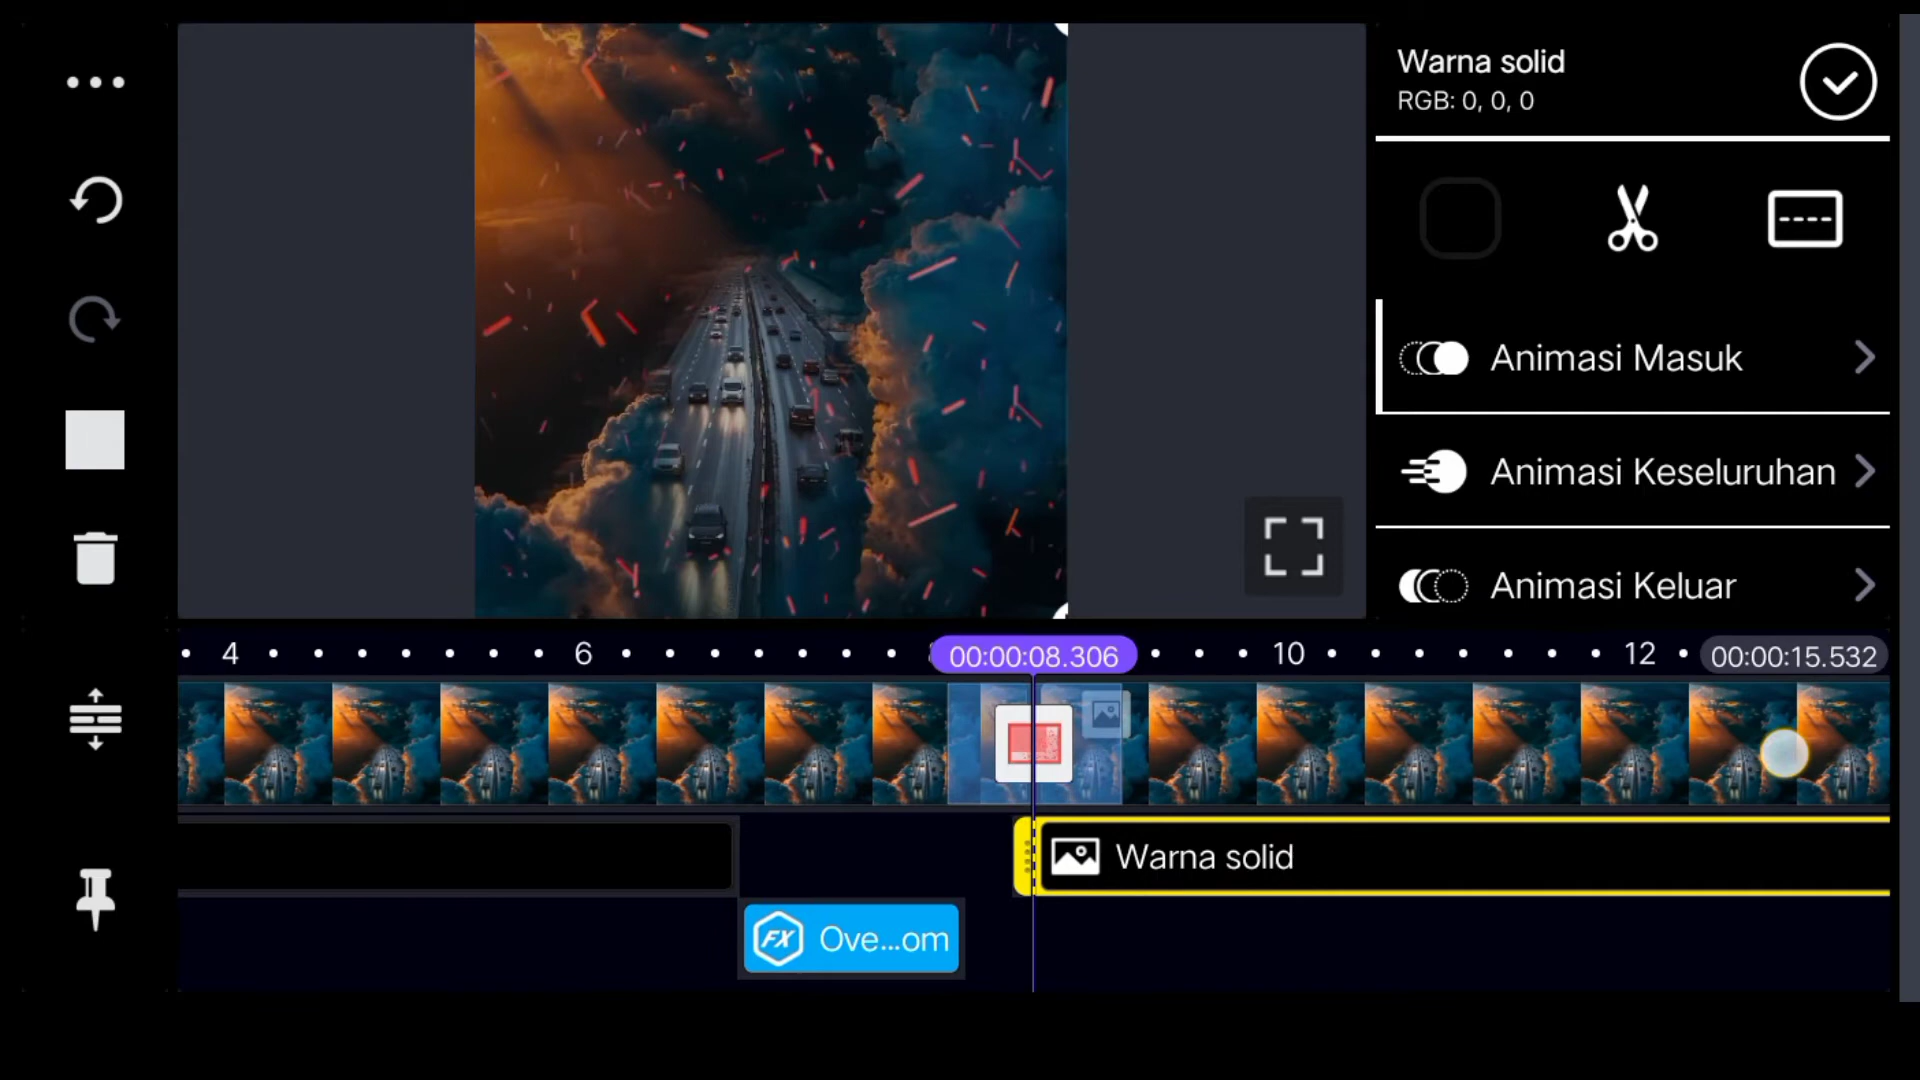 Warna solid
RGB: 0, 0, 0
Animasi Masuk
Animasi Keseluruhan
Animasi Keluar
4
6
00:00:08.306
10
12
00:00:15.532
Warna solid
FX
Ove...om